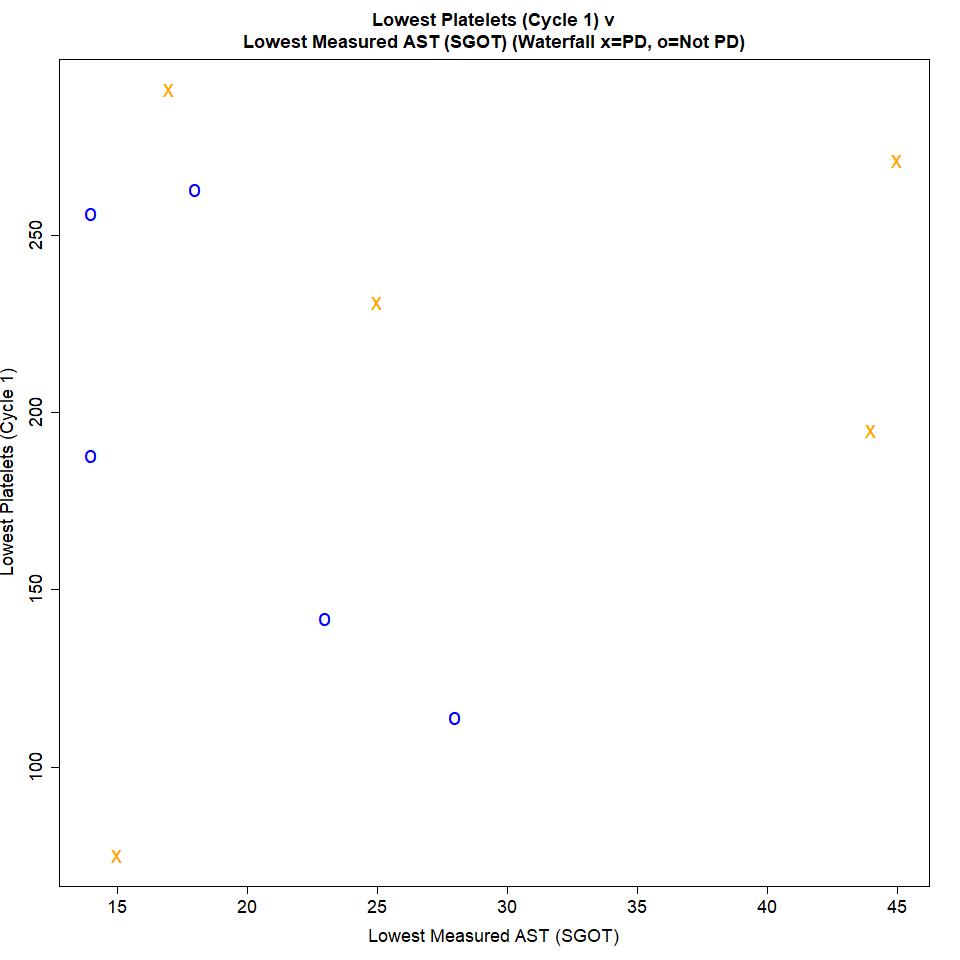 Lowest Platelets (Cycle 1) v
Lowest Measured AST (SGOT) (Waterfall x=PD, o=Not PD)
Lowest Platelets (Cycle 1)
250
200
150
100
X
X
O
O
X
X
O
O
O
X
15 20 25 30 35 40 45
Lowest Measured AST (SGOT)